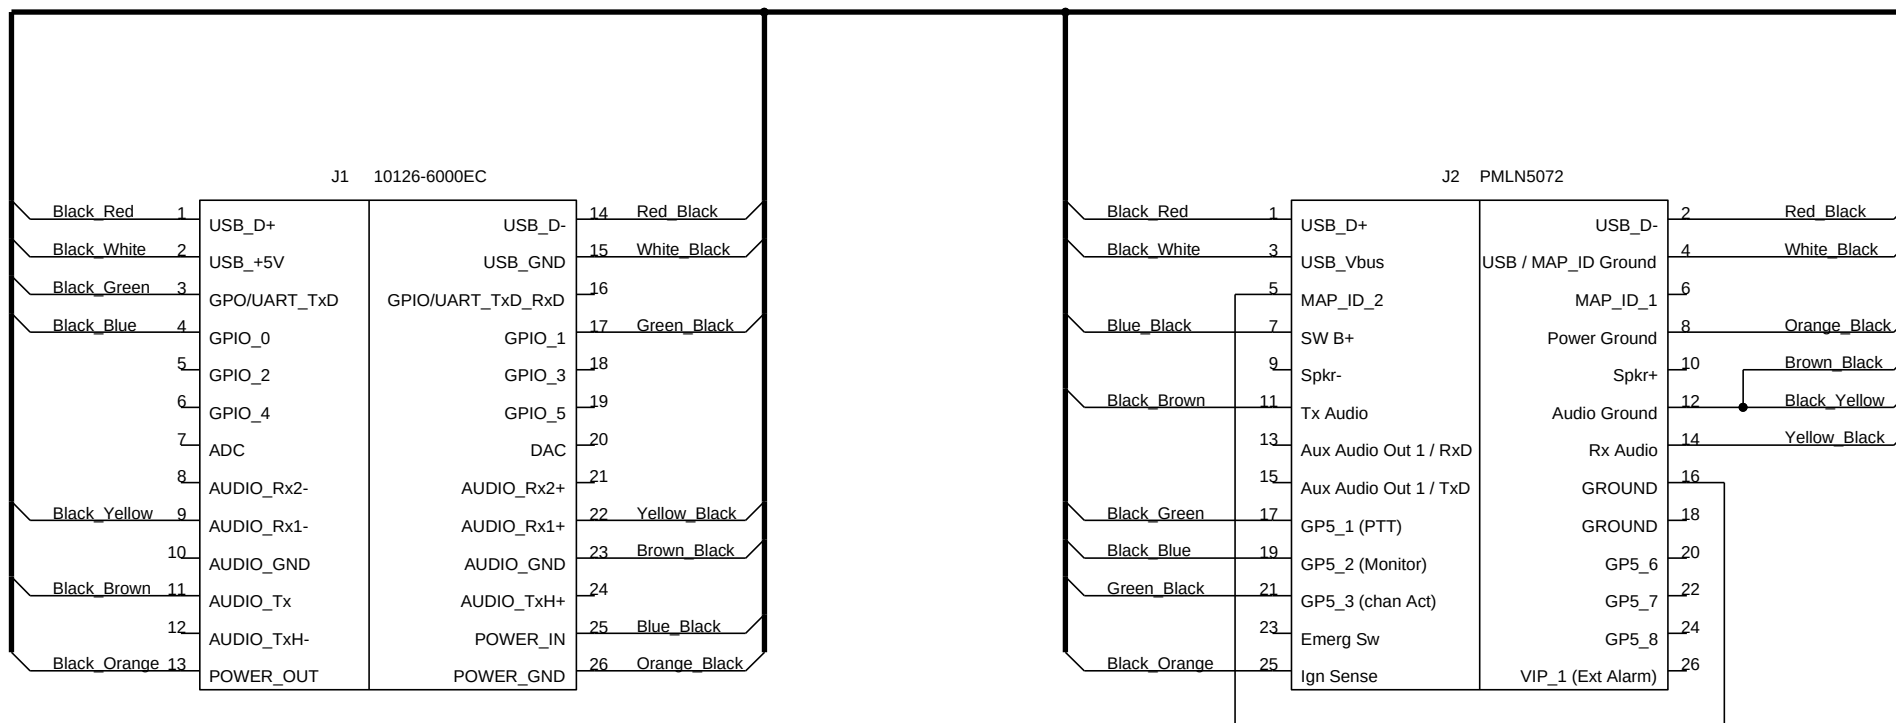 J1 10126-6000EC
Black_Red 1 USB_D+ USB_D- 14 Red_Black
Black_White 2 USB_+5V USB_GND 15 White_Black
Black_Green 3 GPO/UART_TxD GPIO/UART_TxD_RxD 16
Black_Blue 4 GPIO_0 GPIO_1 17 Green_Black
5 GPIO_2 GPIO_3 18
6 GPIO_4 GPIO_5 19
7 ADC DAC 20
8 AUDIO_Rx2- AUDIO_Rx2+ 21
Black_Yellow 9 AUDIO_Rx1- AUDIO_Rx1+ 22 Yellow_Black
10 AUDIO_GND AUDIO_GND 23 Brown_Black
Black_Brown 11 AUDIO_Tx AUDIO_TxH+ 24
12 AUDIO_TxH- POWER_IN 25 Blue_Black
Black_Orange 13 POWER_OUT POWER_GND 26 Orange_Black
J2 PMLN5072
Black_Red 1 USB_D+ USB_D- 2 Red_Black
Black_White 3 USB_Vbus USB / MAP_ID Ground 4 White_Black
5 MAP_ID_2 MAP_ID_1 6
Blue_Black 7 SW B+ Power Ground 8 Orange_Black
9 Spkr- Spkr+ 10 Brown_Black
Black_Brown 11 Tx Audio Audio Ground 12 Black_Yellow
13 Aux Audio Out 1 / RxD Rx Audio 14 Yellow_Black
15 Aux Audio Out 1 / TxD GROUND 16
Black_Green 17 GP5_1 (PTT) GROUND 18
Black_Blue 19 GP5_2 (Monitor) GP5_6 20
Green_Black 21 GP5_3 (chan Act) GP5_7 22
23 Emerg Sw GP5_8 24
Black_Orange 25 Ign Sense VIP_1 (Ext Alarm) 26